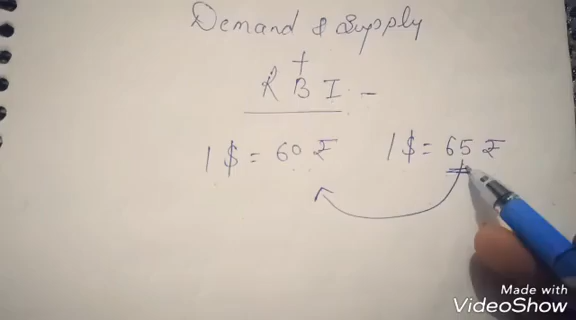 Demand & Supply
+
RBI :-
1 $ = 60 ₹ 1 $ = 65 ₹
Made with
VideoShow